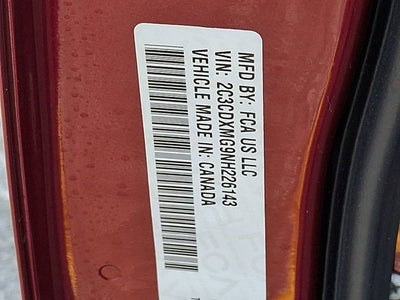 MFD BY: FCA US LLC
VIN: 2C3CDXMG9NH226143
VEHICLE MADE IN: CANADA